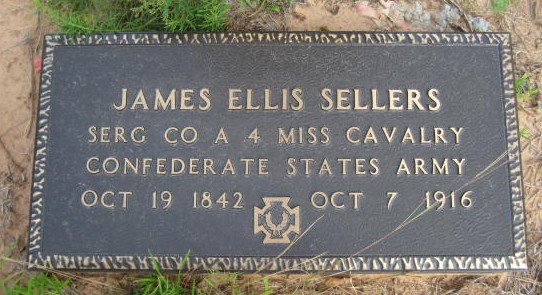 JAMES ELLIS SELLERS
SERG CO A 4 MISS CAVALRY
CONFEDERATE STATES ARMY
OCT 19 1842 OCT 7 1916